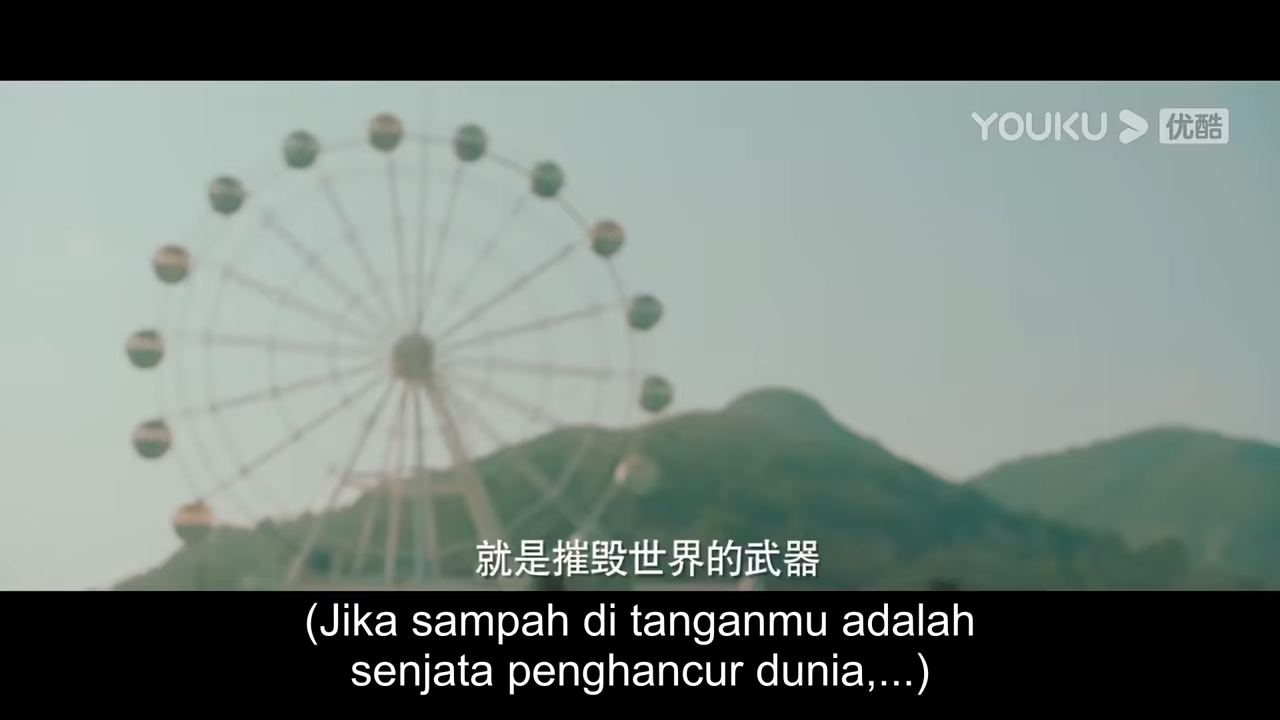 YOUKU 优酷
就是摧毁世界的武器
(Jika sampah di tanganmu adalah
senjata penghancur dunia,...)